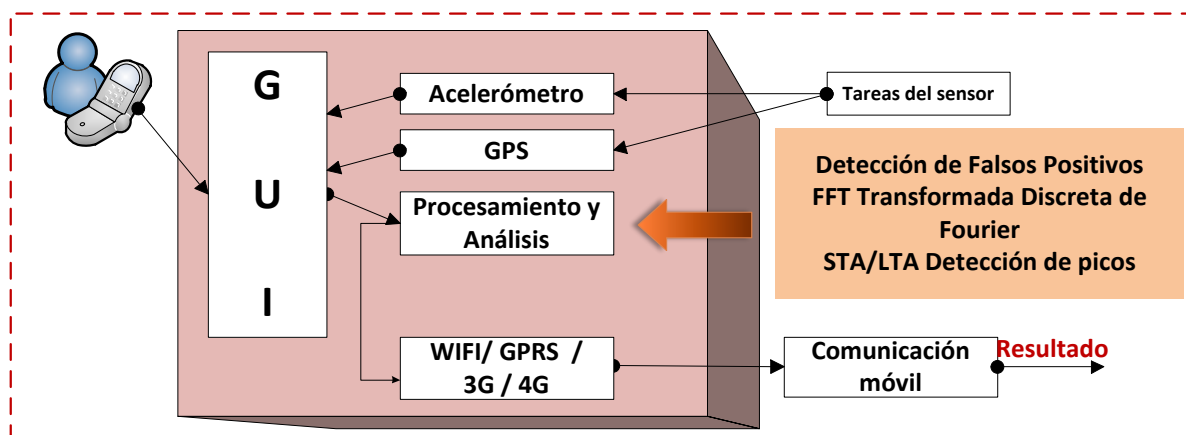 G
U
I
Acelerómetro
GPS
Procesamiento y
Análisis
WIFI/ GPRS /
3G / 4G
Tareas del sensor
Detección de Falsos Positivos
FFT Transformada Discreta de
Fourier
STA/LTA Detección de picos
Comunicación
móvil
Resultado